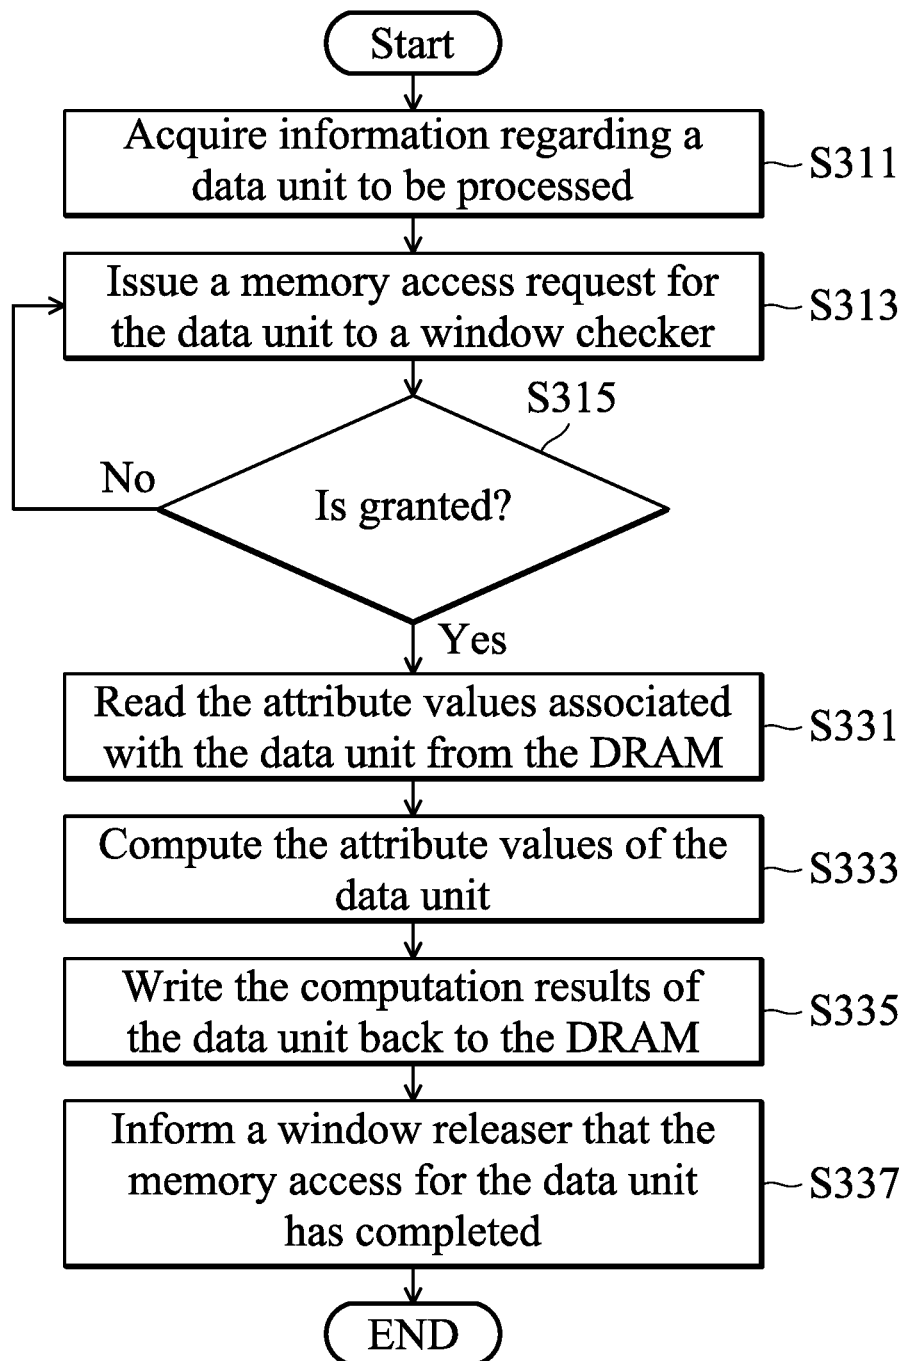 Start
Acquire information regarding a
data unit to be processed
S311
Issue a memory access request for
the data unit to a window checker
S313
S315
No
Is granted?
Yes
Read the attribute values associated
with the data unit from the DRAM
S331
Compute the attribute values of the
data unit
S333
Write the computation results of
the data unit back to the DRAM
S335
Inform a window releaser that the
memory access for the data unit
has completed
S337
END